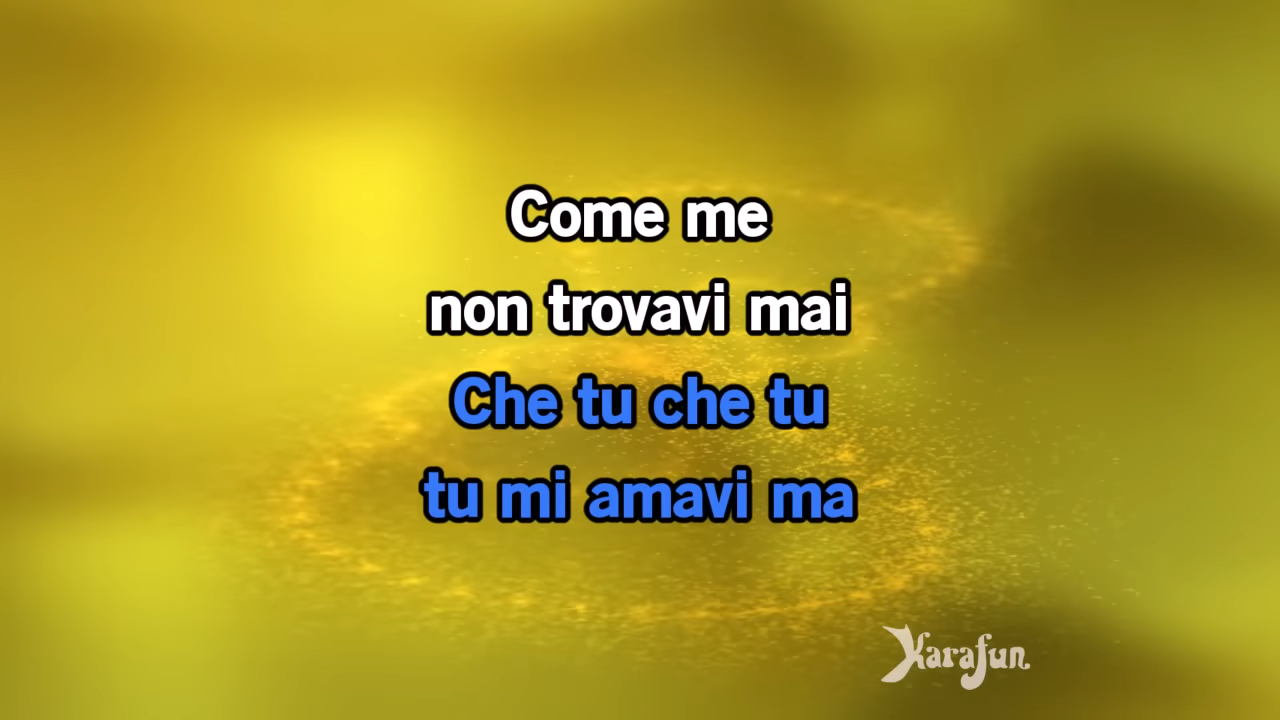 Come me
non trovavi mai
Che tu che tu
tu mi amavi ma
Karafun